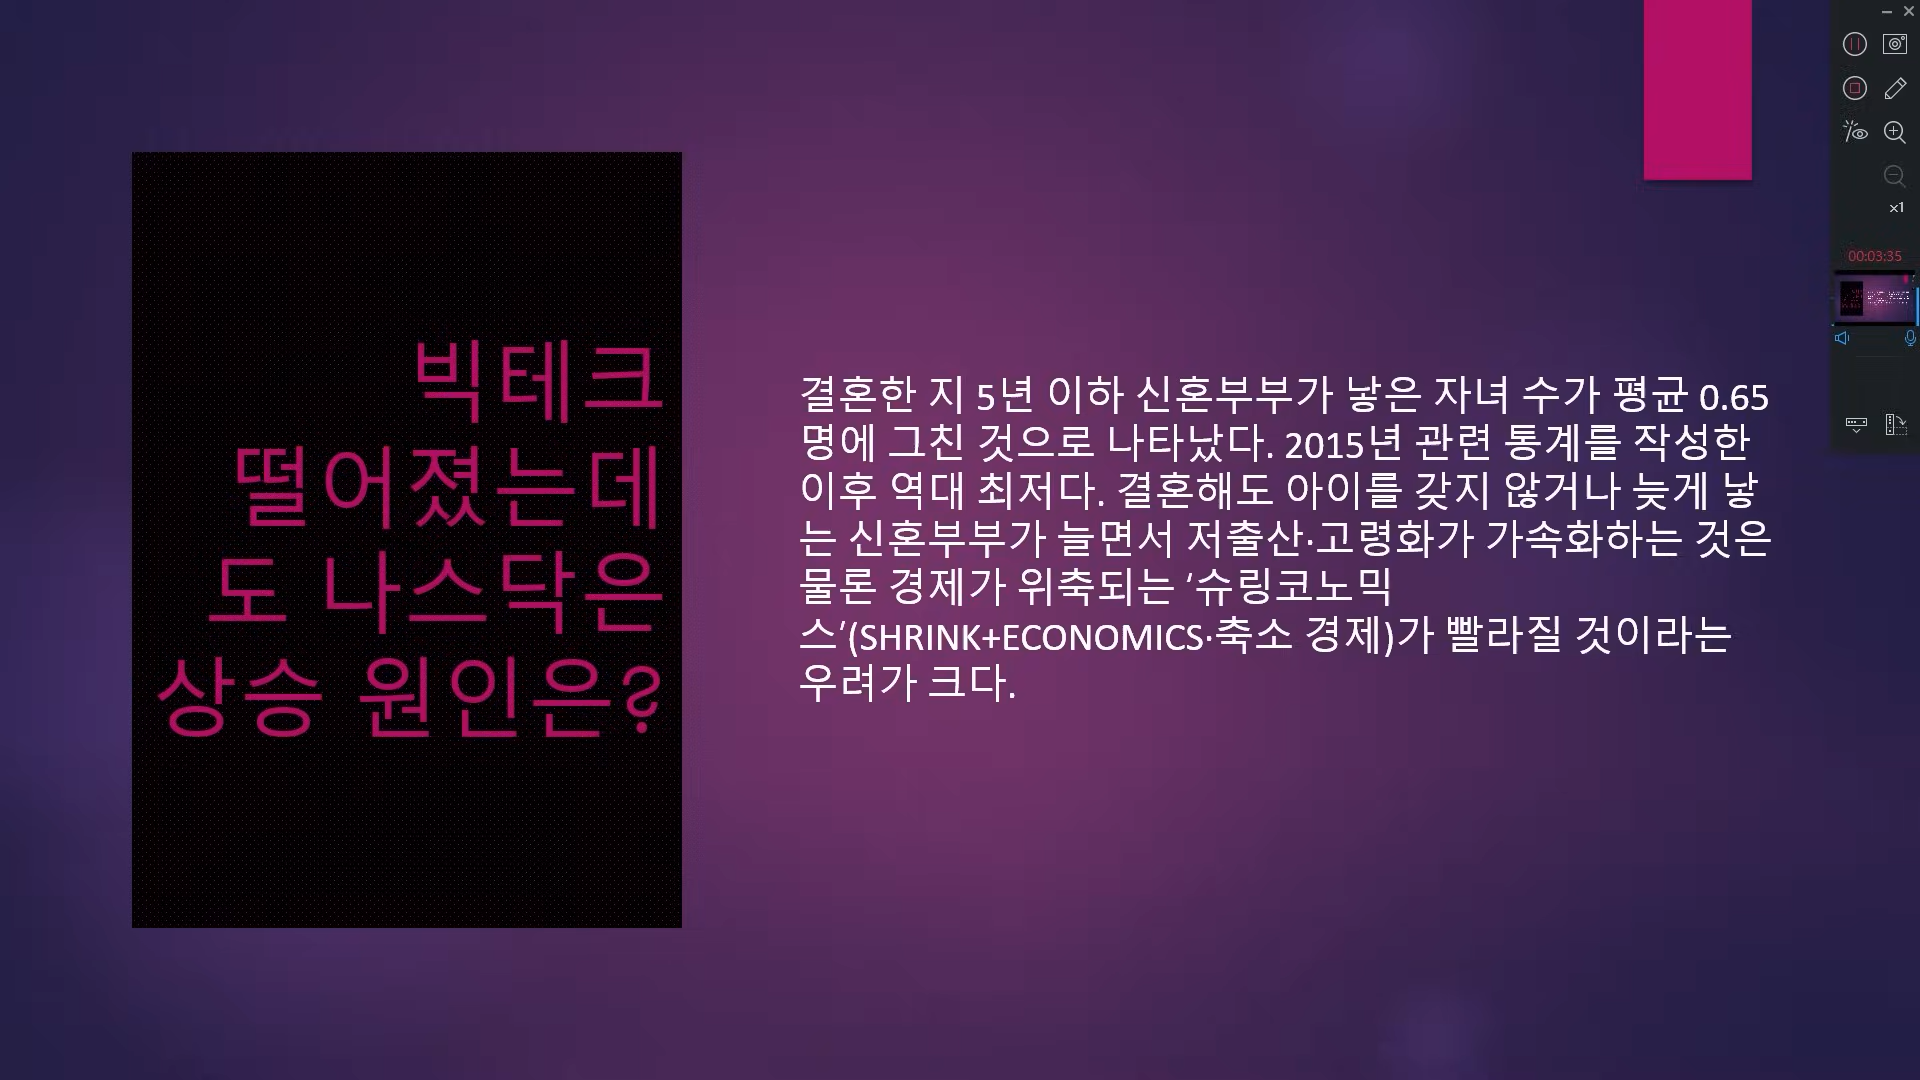 빅테크
떨어졌는데
도 나스닥은
상승 원인은?
결혼한 지 5년 이하 신혼부부가 낳은 자녀 수가 평균 0.65
명에 그친 것으로 나타났다. 2015년 관련 통계를 작성한
이후 역대 최저다. 결혼해도 아이를 갖지 않거나 늦게 낳
는 신혼부부가 늘면서 저출산·고령화가 가속화하는 것은
물론 경제가 위축되는 ‘슈링코노믹
스’(SHRINK+ECONOMICS·축소 경제)가 빨라질 것이라는
우려가 크다.
x1
00:03:35